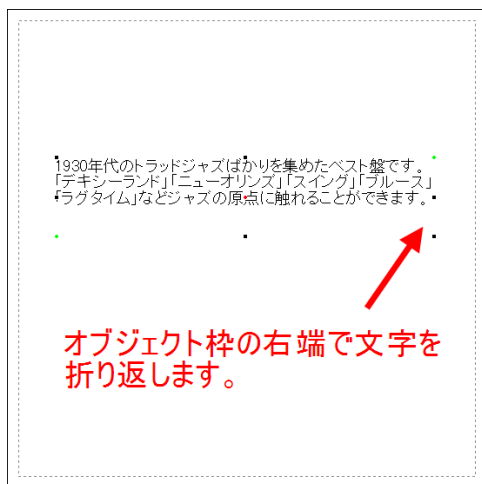 1930年代のトラッドジャズばかりを集めたベスト盤です。
「デキシーランド」「ニューオリンズ」「スイング」「ブルース」
「ラグタイム」などジャズの原点に触れることができます。
オブジェクト枠の右端で文字を
折り返します。